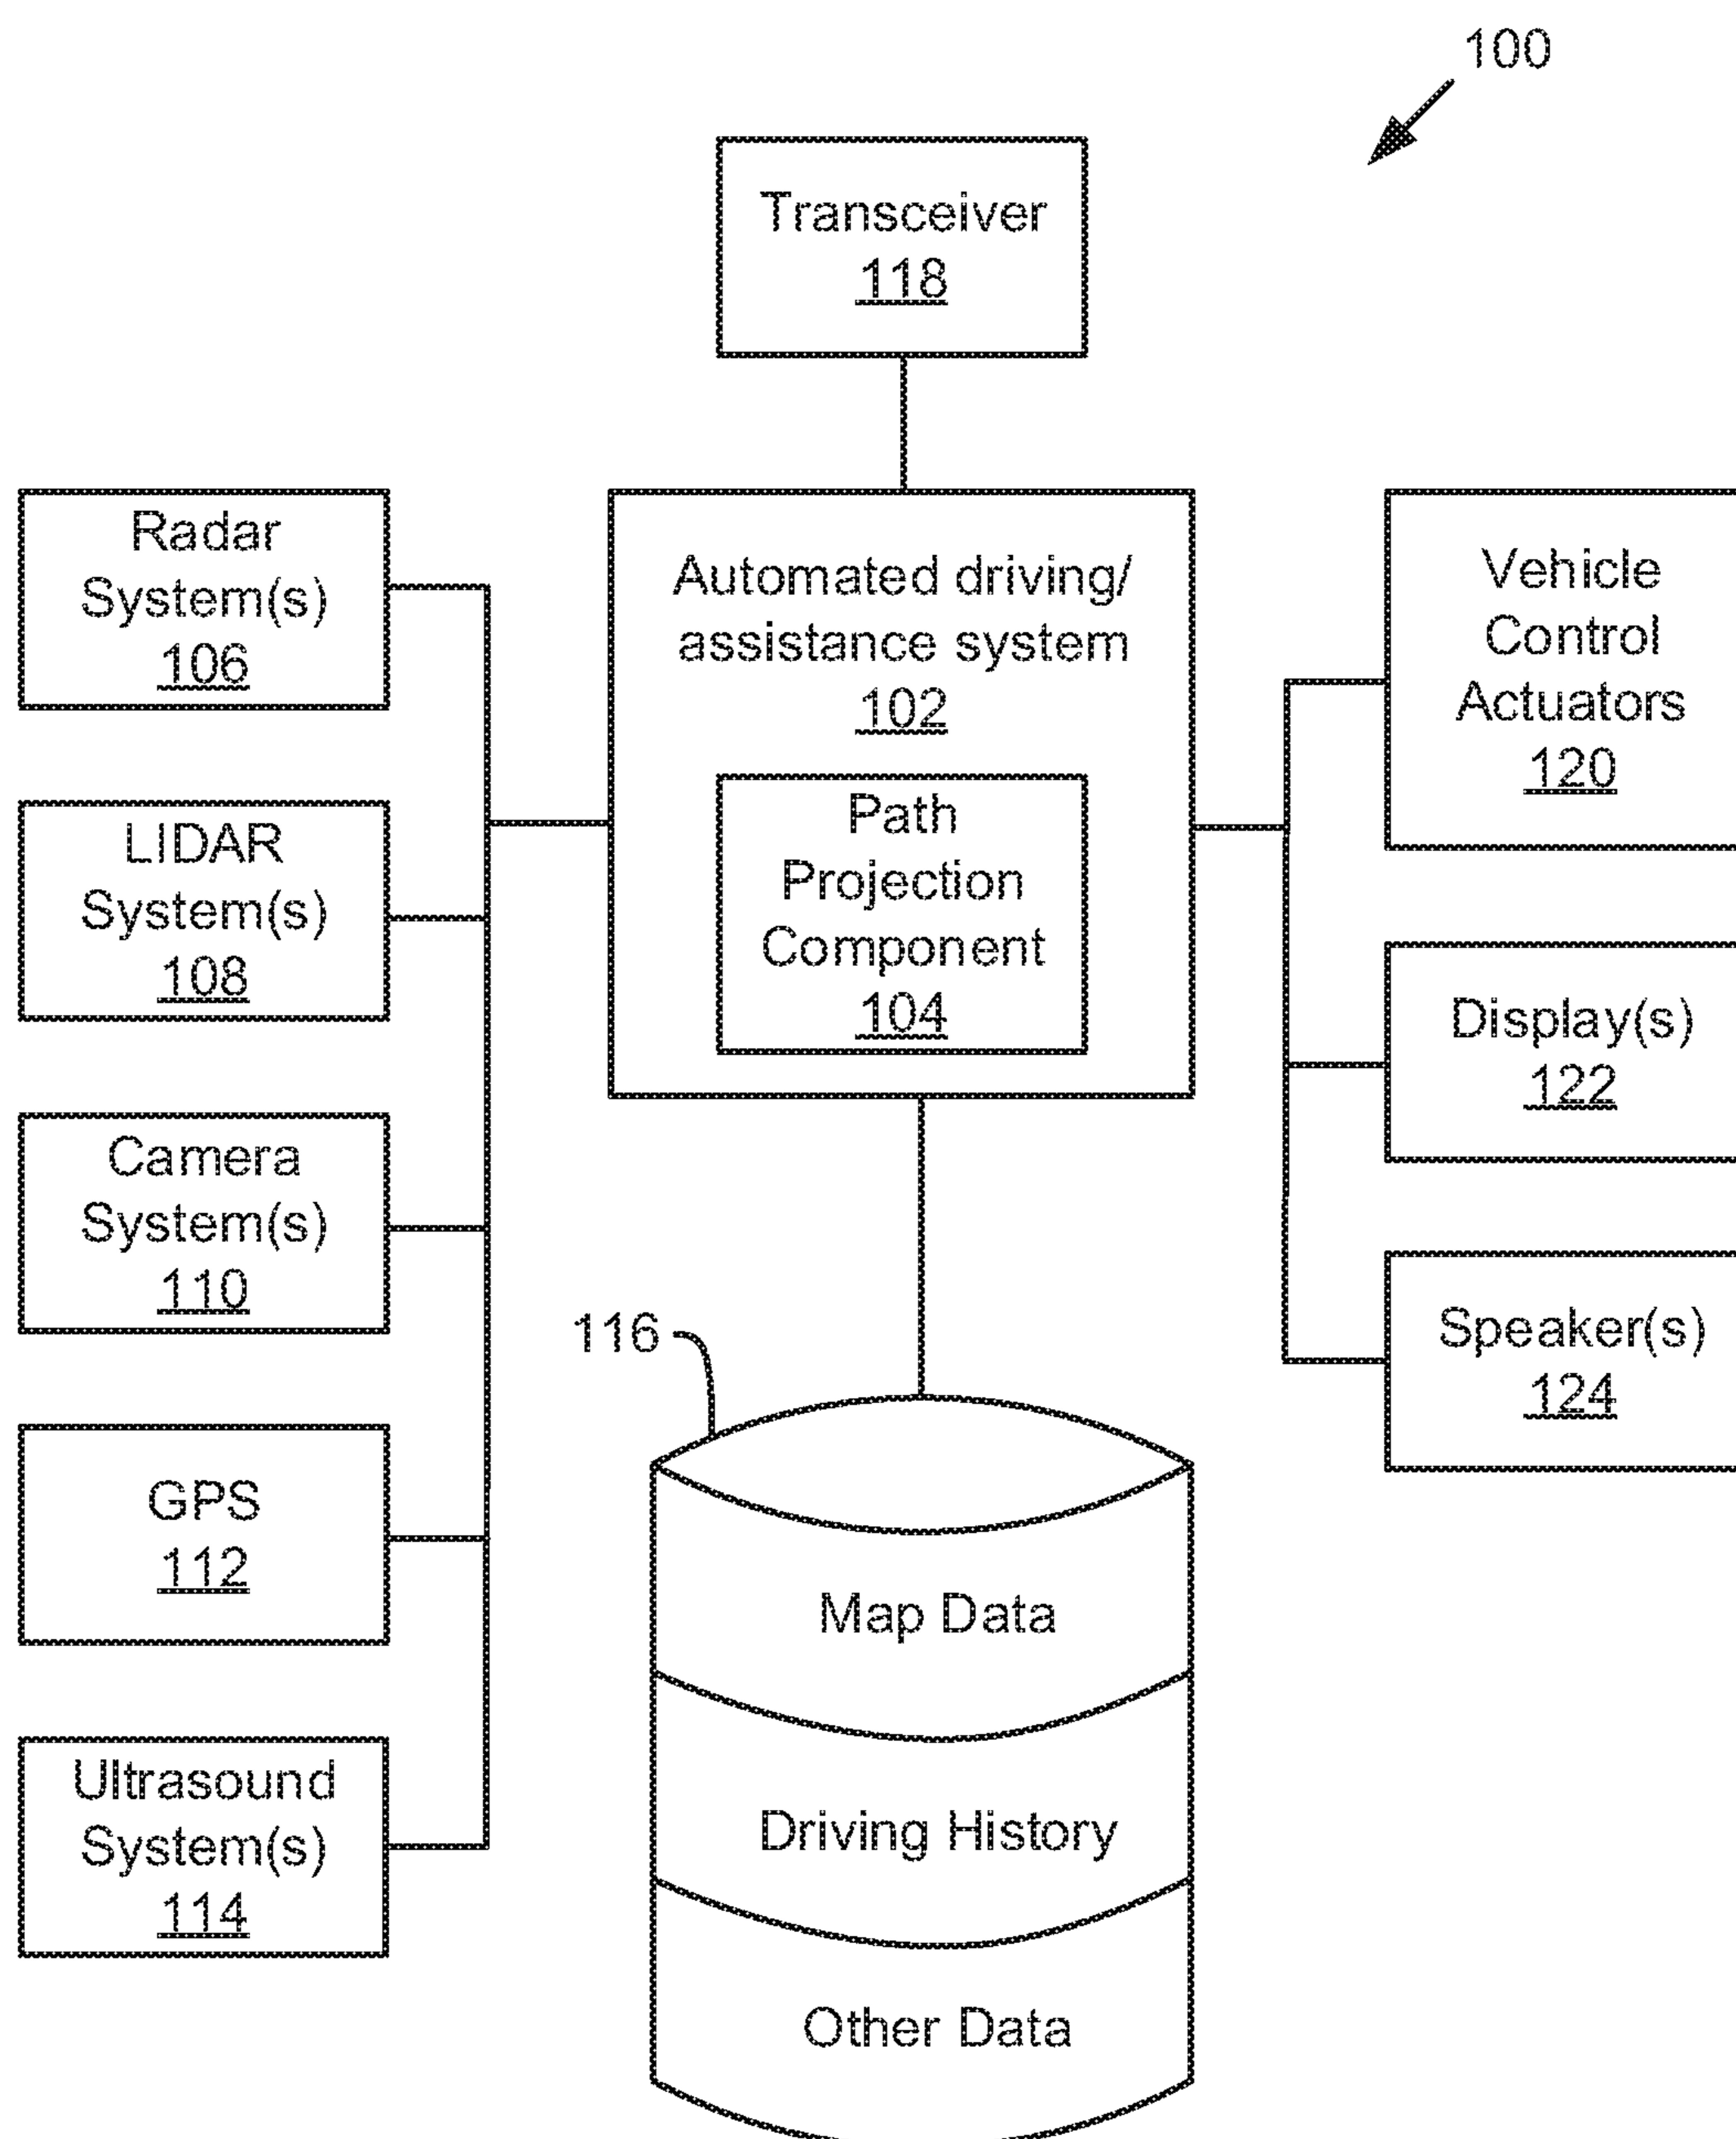 100
Transceiver
118
Radar
System(s)
106
LIDAR
System(s)
108
Camera
System(s)
110
GPS
112
Ultrasound
System(s)
114
Automated driving/
assistance system
102
Path
Projection
Component
104
116
Map Data
Driving History
Other Data
Vehicle
Control
Actuators
120
Display(s)
122
Speaker(s)
124